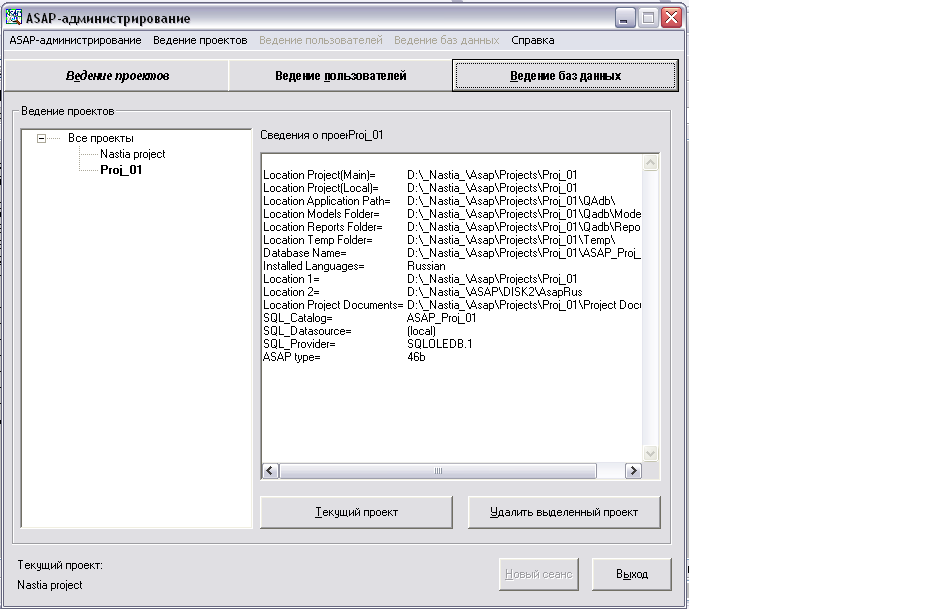 ASAP-администрирование
ASAP-администрирование Ведение проектов Ведение пользователей Ведение баз данных Справка
Ведение проектов Ведение пользователей Ведение баз данных
Ведение проектов
Все проекты
Nastia project
Proj_01
Сведения о проекProj_01
Location Project(Main)= D:\_Nastia_\Asap\Projects\Proj_01
Location Project(Local)= D:\_Nastia_\Asap\Projects\Proj_01
Location Application Path= D:\_Nastia_\Asap\Projects\Proj_01\QAdb\
Location Models Folder= D:\_Nastia_\Asap\Projects\Proj_01\Qadb\Mode
Location Reports Folder= D:\_Nastia_\Asap\Projects\Proj_01\Qadb\Repo
Location Temp Folder= D:\_Nastia_\Asap\Projects\Proj_01\Temp\
Database Name= D:\_Nastia_\Asap\Projects\Proj_01\ASAP_Proj_
Installed Languages= Russian
Location 1= D:\_Nastia_\Asap\Projects\Proj_01
Location 2= D:\_Nastia_\ASAP\DISK2\AsapRus
Location Project Documents= D:\_Nastia_\Asap\Projects\Proj_01\Project Docu
SQL_Catalog= ASAP_Proj_01
SQL_Datasource= (local)
SQL_Provider= SQLOLEDB.1
ASAP type= 46b
Текущий проект Удалить выделенный проект
Текущий проект:
Nastia project
Новый сеанс Выход